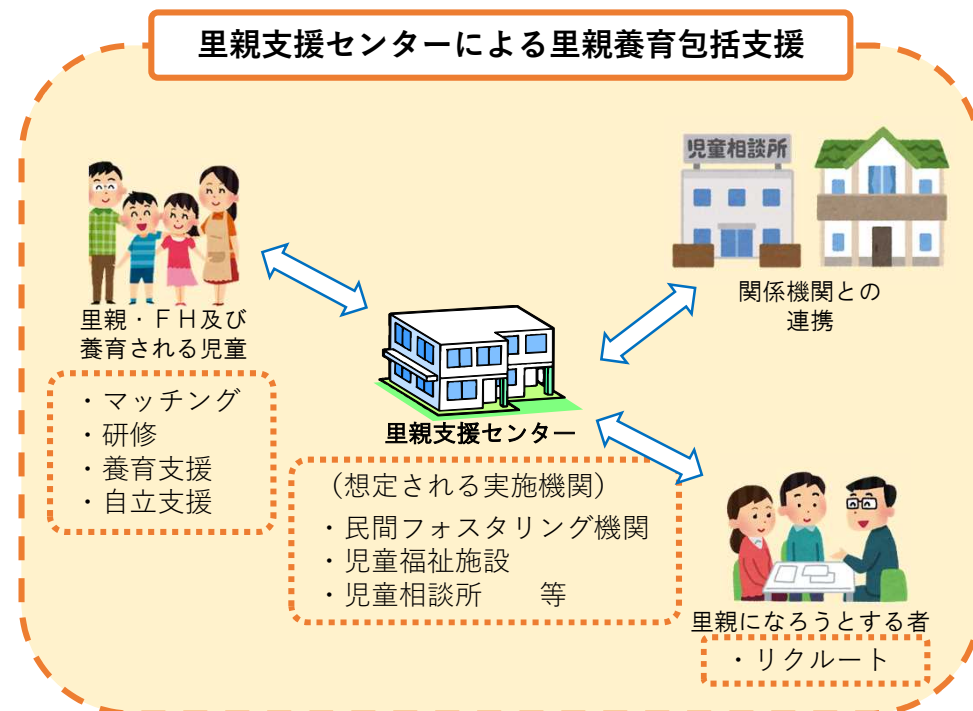 里親支援センターによる里親養育包括支援
児童相談所
関係機関との
連携
里親・ＦＨ及び
養育される児童
・マッチング
・研修
・養育支援
・自立支援
里親支援センター
（想定される実施機関）
・民間フォスタリング機関
・児童福祉施設
・児童相談所　　等
里親になろうとする者
・リクルート